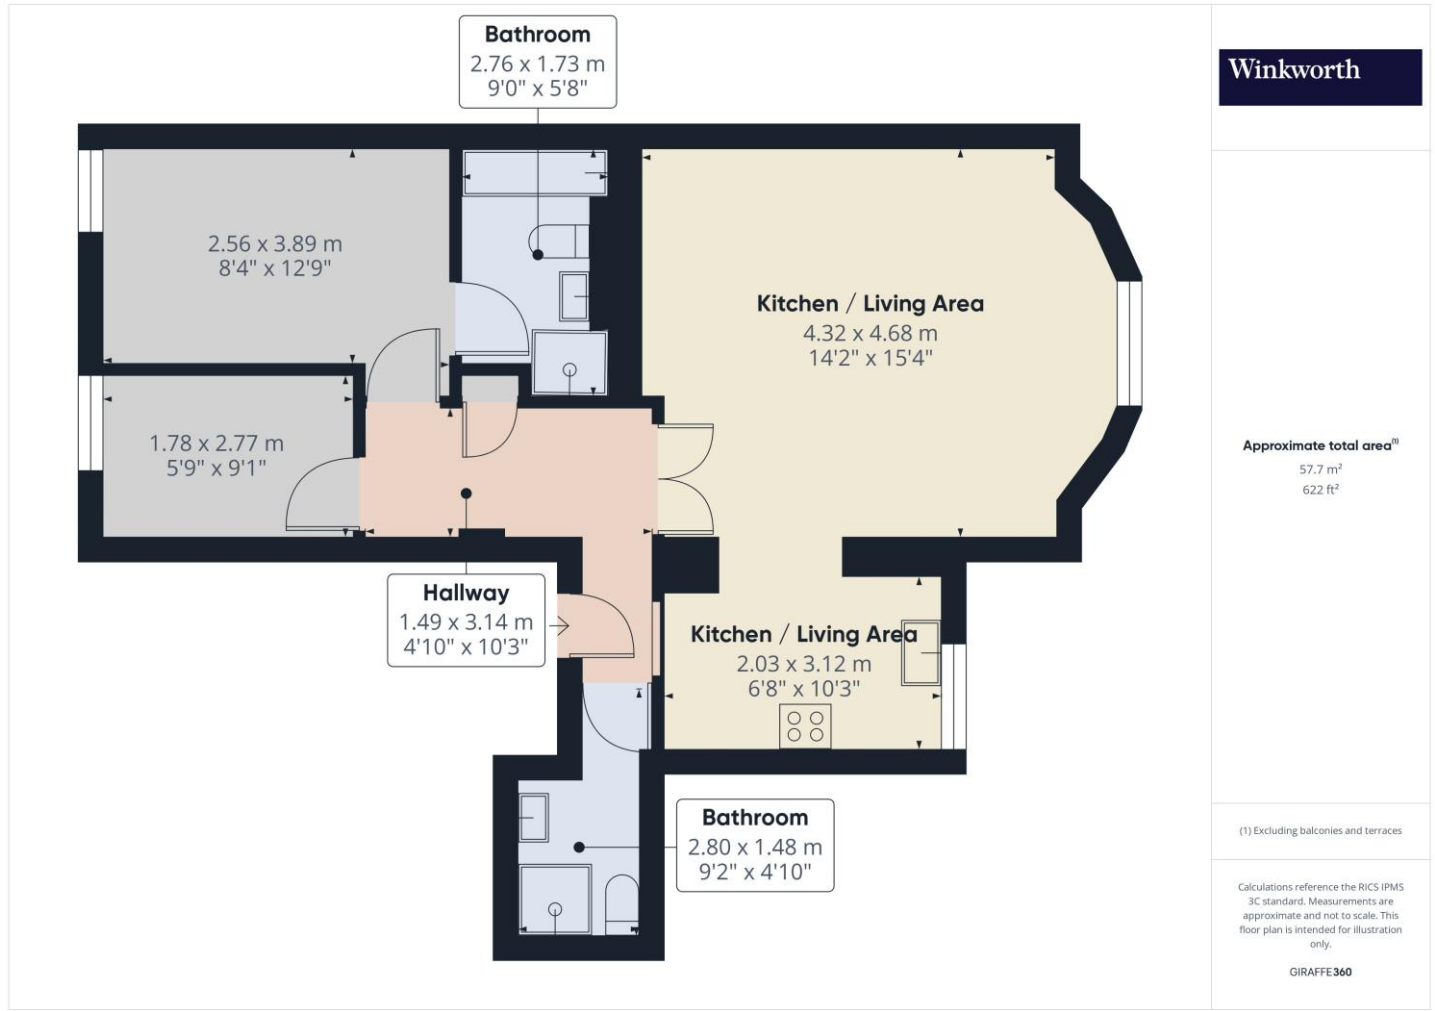 Bathroom
2.76 x 1.73 m
9'0" x 5'8"
Winkworth
2.56 x 3.89 m
8'4" x 12'9"
Kitchen / Living Area
4.32 x 4.68 m
14'2" x 15'4"
1.78 x 2.77 m
5'9" x 9'1"
Hallway
1.49 x 3.14 m
4'10" x 10'3"
Kitchen / Living Area
2.03 x 3.12 m
6'8" x 10'3"
Bathroom
2.80 x 1.48 m
9'2" x 4'10"
Approximate total area⁽¹⁾
57.7 m²
622 ft²
(1) Excluding balconies and terraces
Calculations reference the RICS IPMS
3C standard. Measurements are
approximate and not to scale. This
floor plan is intended for illustration
only.
GIRAFFE360